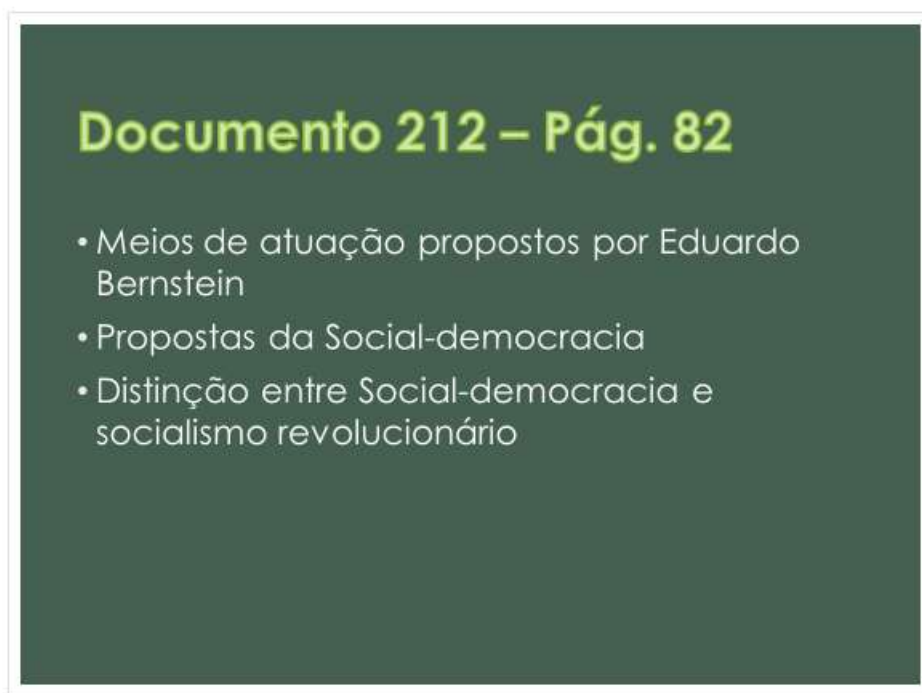 Documento 212 – Pág. 82
• Meios de atuação propostos por Eduardo
Bernstein
• Propostas da Social-democracia
• Distinção entre Social-democracia e
socialismo revolucionário